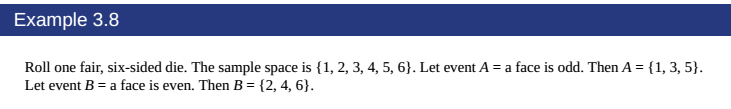 Example 3.8
Roll one fair, six-sided die. The sample space is {1, 2, 3, 4, 5, 6}. Let event A = a face is odd. Then A = {1, 3, 5}.
Let event B = a face is even. Then B = {2, 4, 6}.